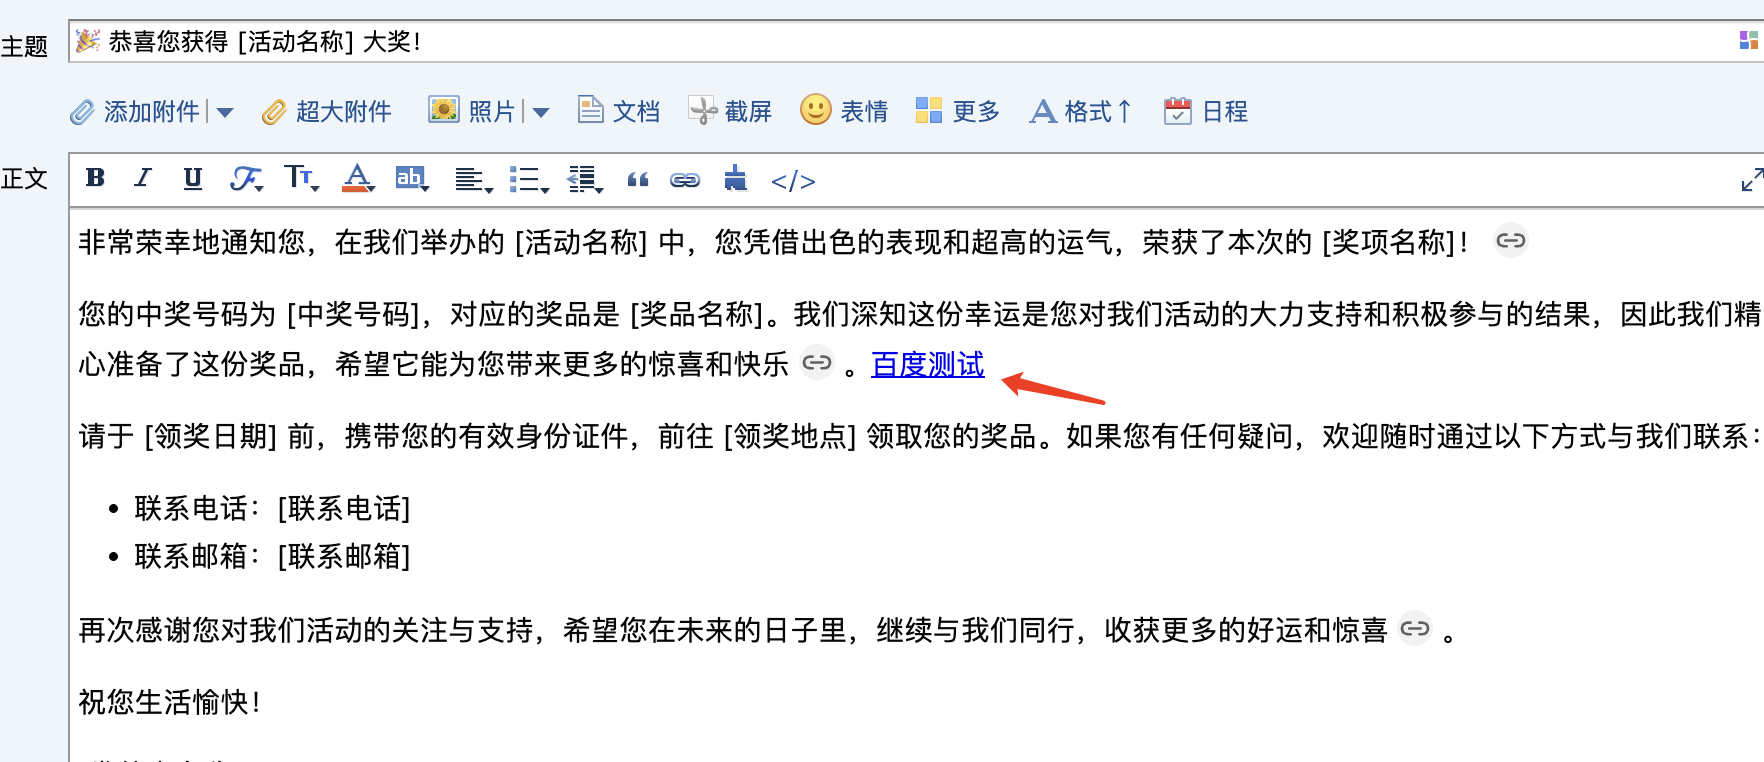 主题
🎉 恭喜您获得 [活动名称] 大奖！
添加附件 超大附件 照片 文档 截屏 表情 更多 格式↑ 日程
正文
B I U F Tт A ab </>
非常荣幸地通知您，在我们举办的 [活动名称] 中，您凭借出色的表现和超高的运气，荣获了本次的 [奖项名称]！
您的中奖号码为 [中奖号码]，对应的奖品是 [奖品名称]。我们深知这份幸运是您对我们活动的大力支持和积极参与的结果，因此我们精
心准备了这份奖品，希望它能为您带来更多的惊喜和快乐 。百度测试
请于 [领奖日期] 前，携带您的有效身份证件，前往 [领奖地点] 领取您的奖品。如果您有任何疑问，欢迎随时通过以下方式与我们联系：
• 联系电话：[联系电话]
• 联系邮箱：[联系邮箱]
再次感谢您对我们活动的关注与支持，希望您在未来的日子里，继续与我们同行，收获更多的好运和惊喜 。
祝您生活愉快！